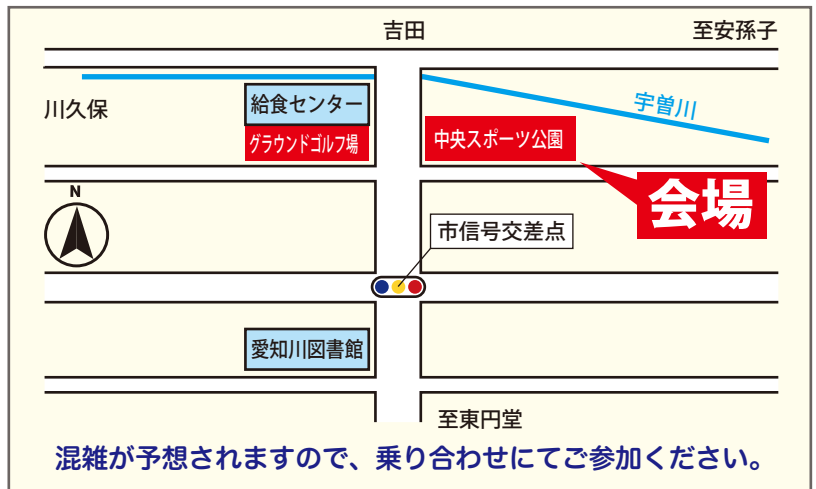 吉田
至安孫子
川久保
給食センター
宇曽川
グラウンドゴルフ場
中央スポーツ公園
会場
N
市信号交差点
愛知川図書館
至東円堂
混雑が予想されますので、乗り合わせにてご参加ください。